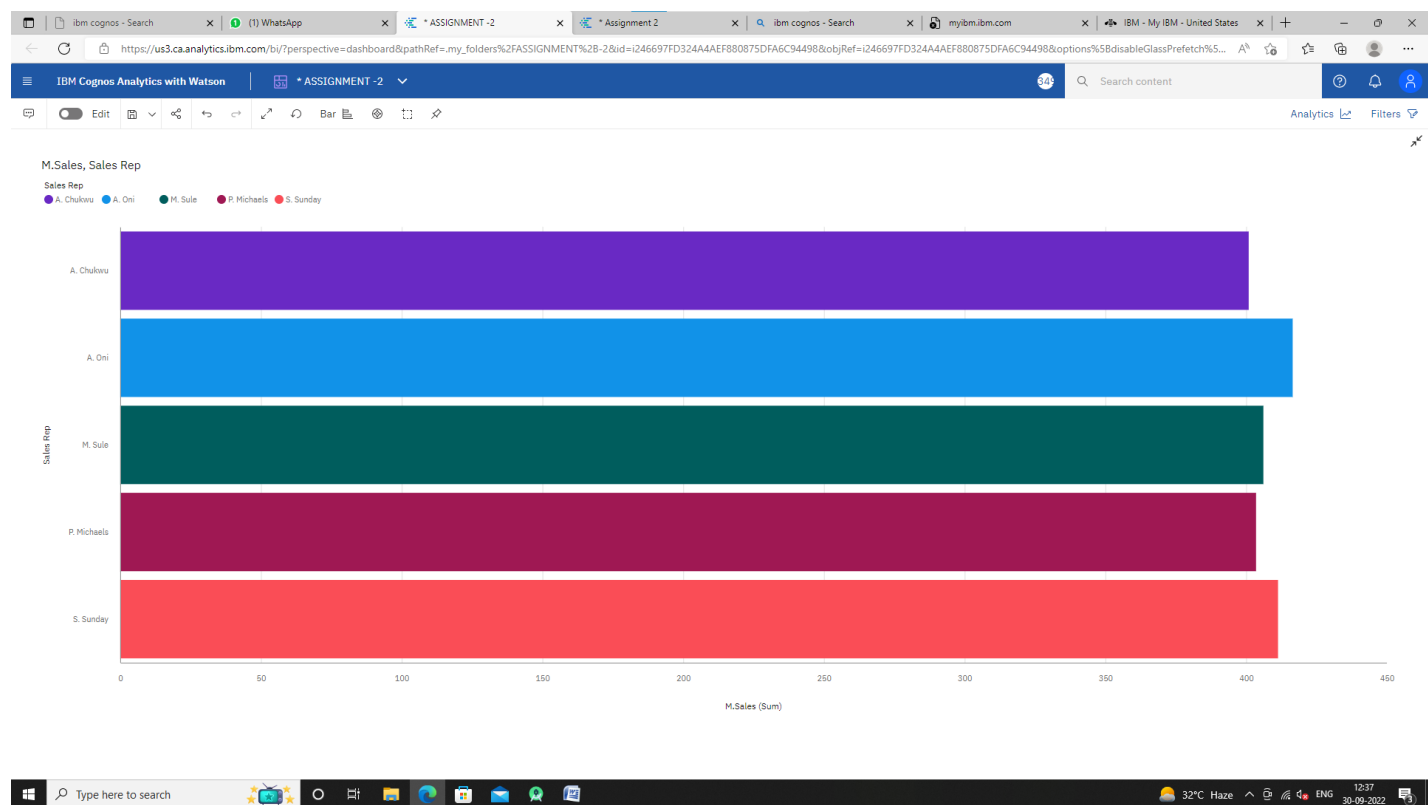 ibm cognos - Search
(1) WhatsApp
* ASSIGNMENT -2
* Assignment 2
ibm cognos - Search
myibm.ibm.com
IBM - My IBM - United States
https://us3.ca.analytics.ibm.com/bi/?perspective=dashboard&pathRef=.my_folders%2FASSIGNMENT%2B-2&id=i246697FD324A4AEF880875DFA6C94498&objRef=i246697FD324A4AEF880875DFA6C94498&options%5BdisableGlassPrefetch%5...
IBM Cognos Analytics with Watson
* ASSIGNMENT -2
Search content
Edit
Bar
Analytics
Filters
M.Sales, Sales Rep
Sales Rep
A. Chukwu A. Oni M. Sule P. Michaels S. Sunday
A. Chukwu
A. Oni
M. Sule
P. Michaels
S. Sunday
Sales Rep
0 50 100 150 200 250 300 350 400 450
M.Sales (Sum)
Type here to search
32°C Haze
ENG
12:37
30-09-2022